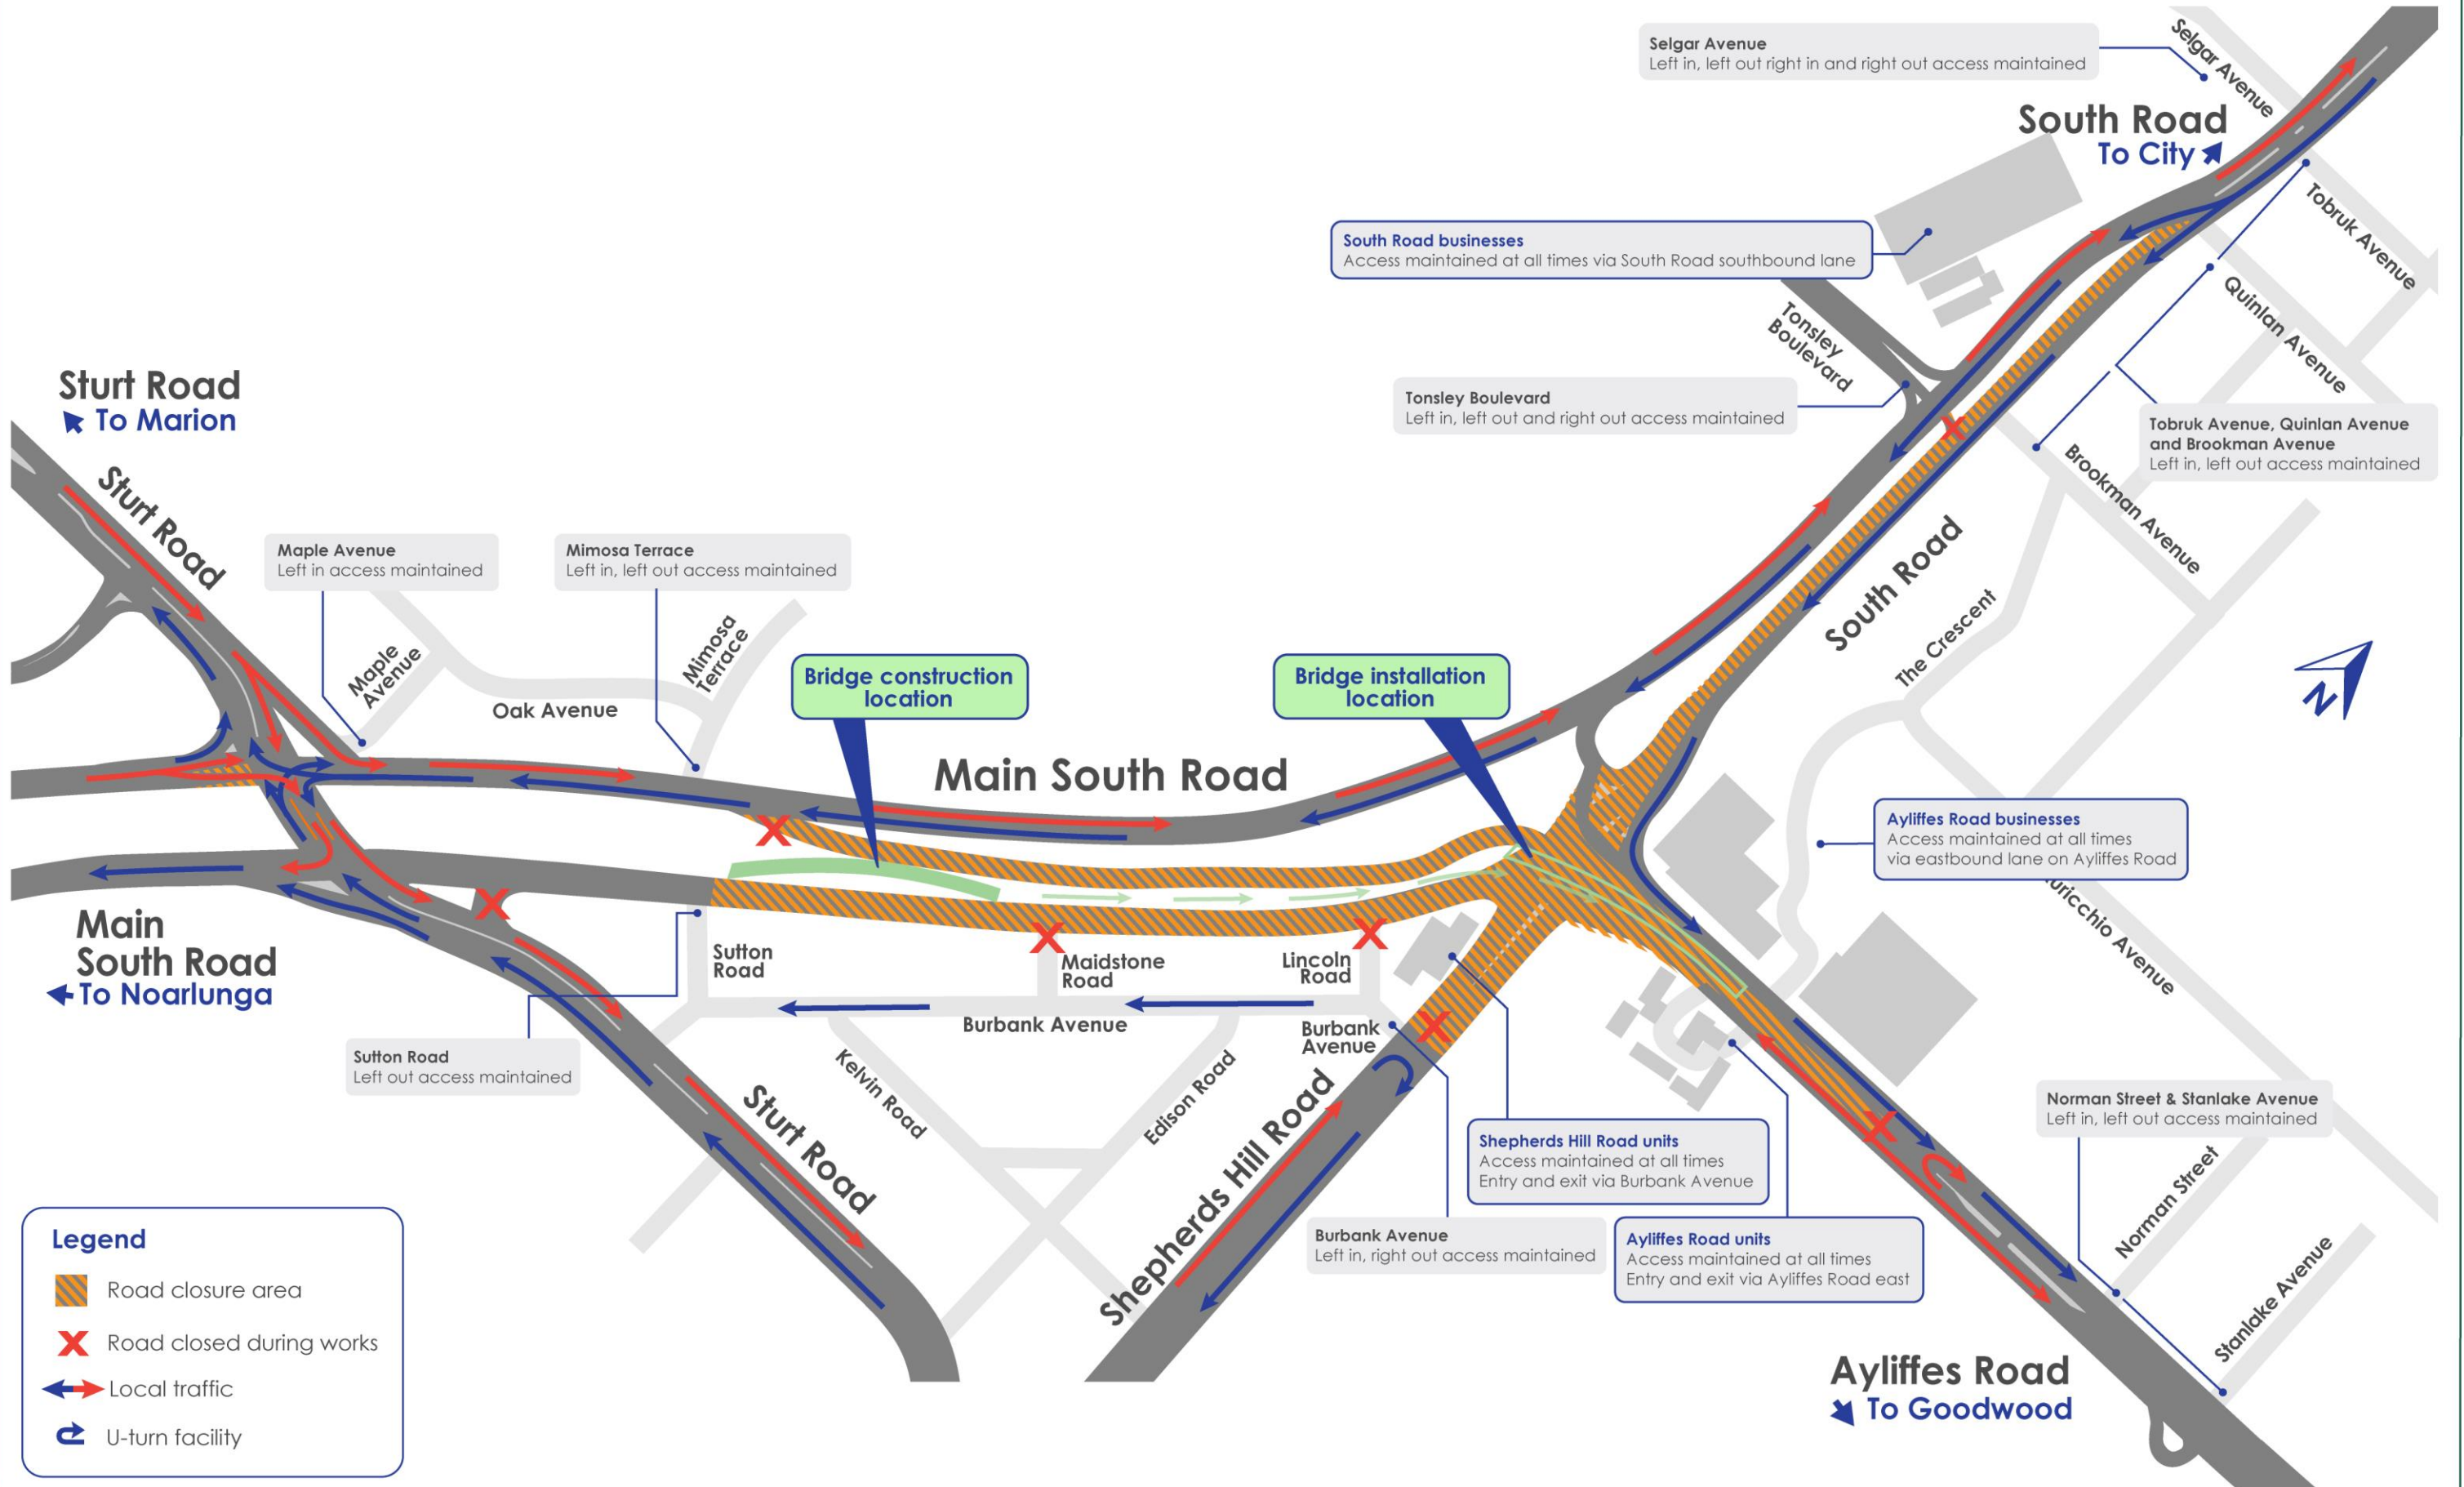 Selgar Avenue
Left in, left out right in and right out access maintained
Selgar Avenue
South Road
To City
Tobruk Avenue
South Road businesses
Access maintained at all times via South Road southbound lane
Quinlan Avenue
Tonsley
Boulevard
Tonsley Boulevard
Left in, left out and right out access maintained
Tobruk Avenue, Quinlan Avenue
and Brookman Avenue
Left in, left out access maintained
Brookman Avenue
Sturt Road
To Marion
Sturt Road
Maple Avenue
Left in access maintained
Mimosa Terrace
Left in, left out access maintained
South Road
The Crescent
Maple
Avenue
Mimosa
Terrace
Oak Avenue
Bridge construction
location
Bridge installation
location
N
Main South Road
Ayliffes Road businesses
Access maintained at all times
via eastbound lane on Ayliffes Road
uricchio Avenue
Main
South Road
To Noarlunga
Sutton
Road
Maidstone
Road
Lincoln
Road
Burbank Avenue
Burbank
Avenue
Sutton Road
Left out access maintained
Kelvin Road
Edison Road
Sturt Road
Shepherds Hill Road
Shepherds Hill Road units
Access maintained at all times
Entry and exit via Burbank Avenue
Norman Street & Stanlake Avenue
Left in, left out access maintained
Norman Street
Burbank Avenue
Left in, right out access maintained
Ayliffes Road units
Access maintained at all times
Entry and exit via Ayliffes Road east
Stanlake Avenue
Ayliffes Road
To Goodwood
Legend
Road closure area
Road closed during works
Local traffic
U-turn facility